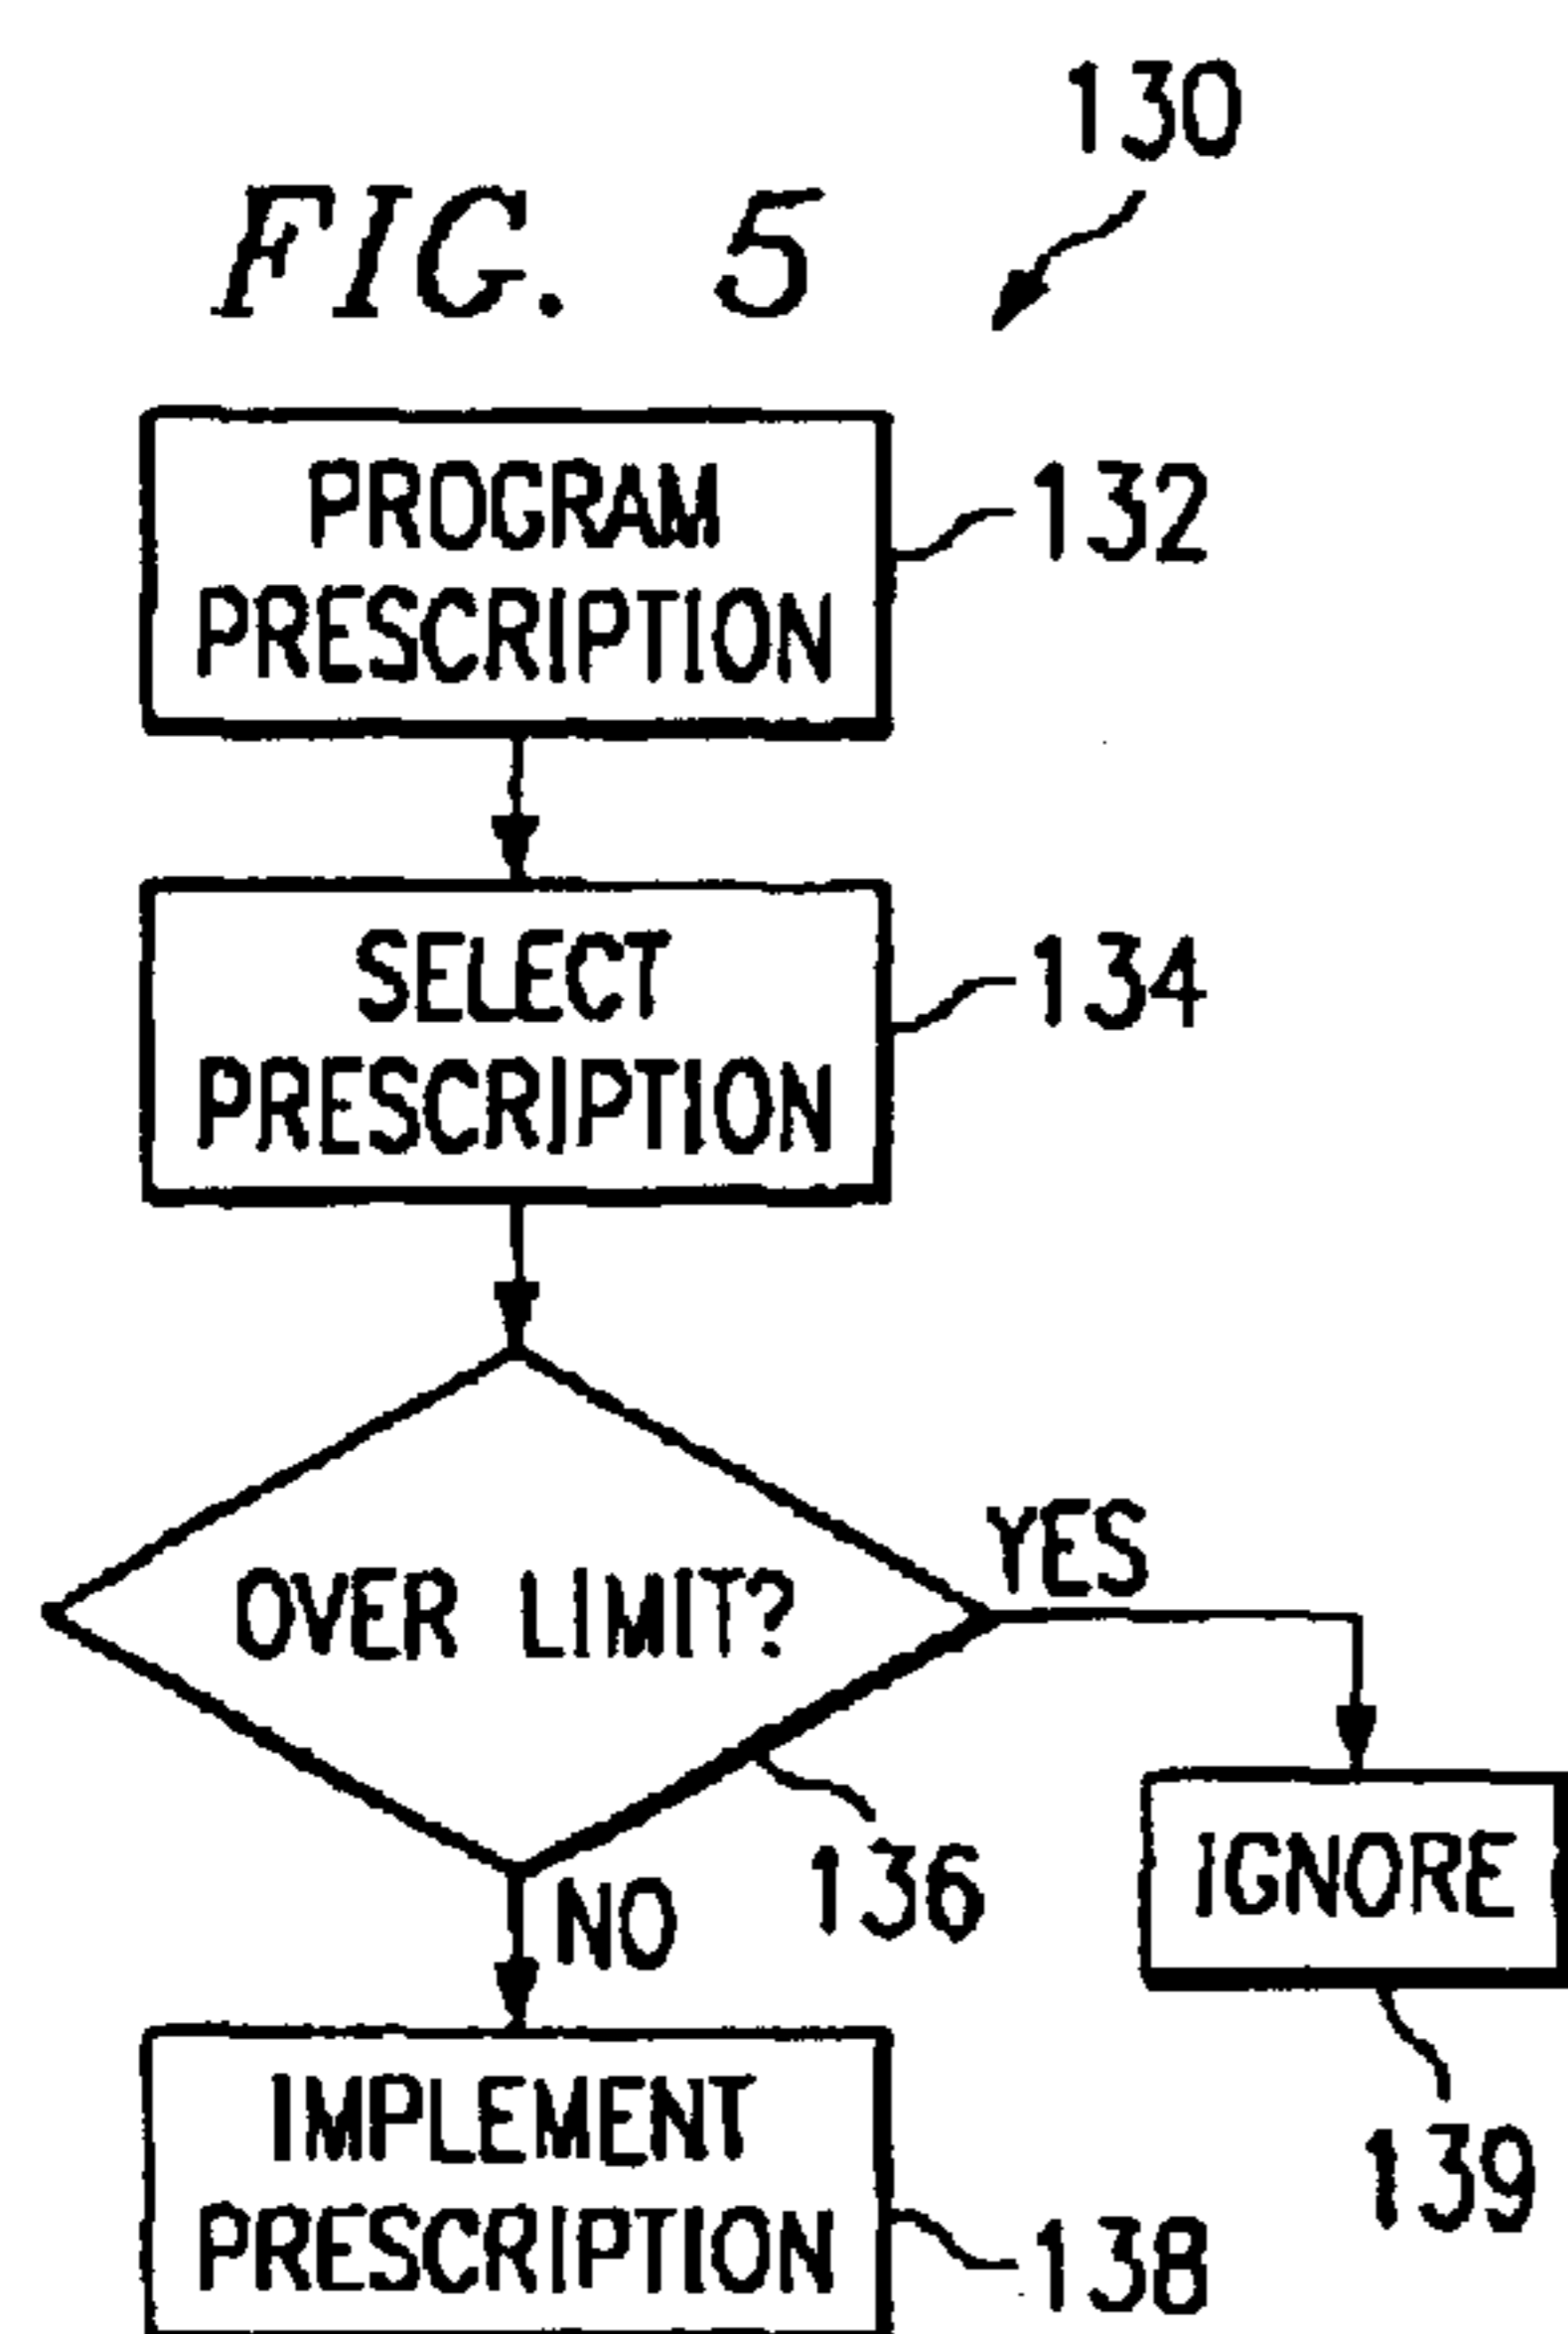 130
FIG. 5
PROGRAM
PRESCRIPTION
132
SELECT
PRESCRIPTION
134
OVER LIMIT?
YES
136
NO
IGNORE
139
IMPLEMENT
PRESCRIPTION
138